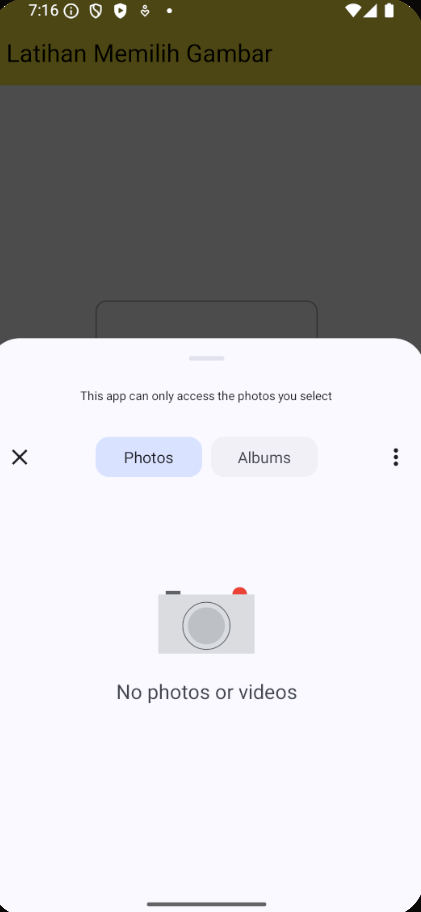 7:16
Latihan Memilih Gambar
This app can only access the photos you select
Photos
Albums
No photos or videos